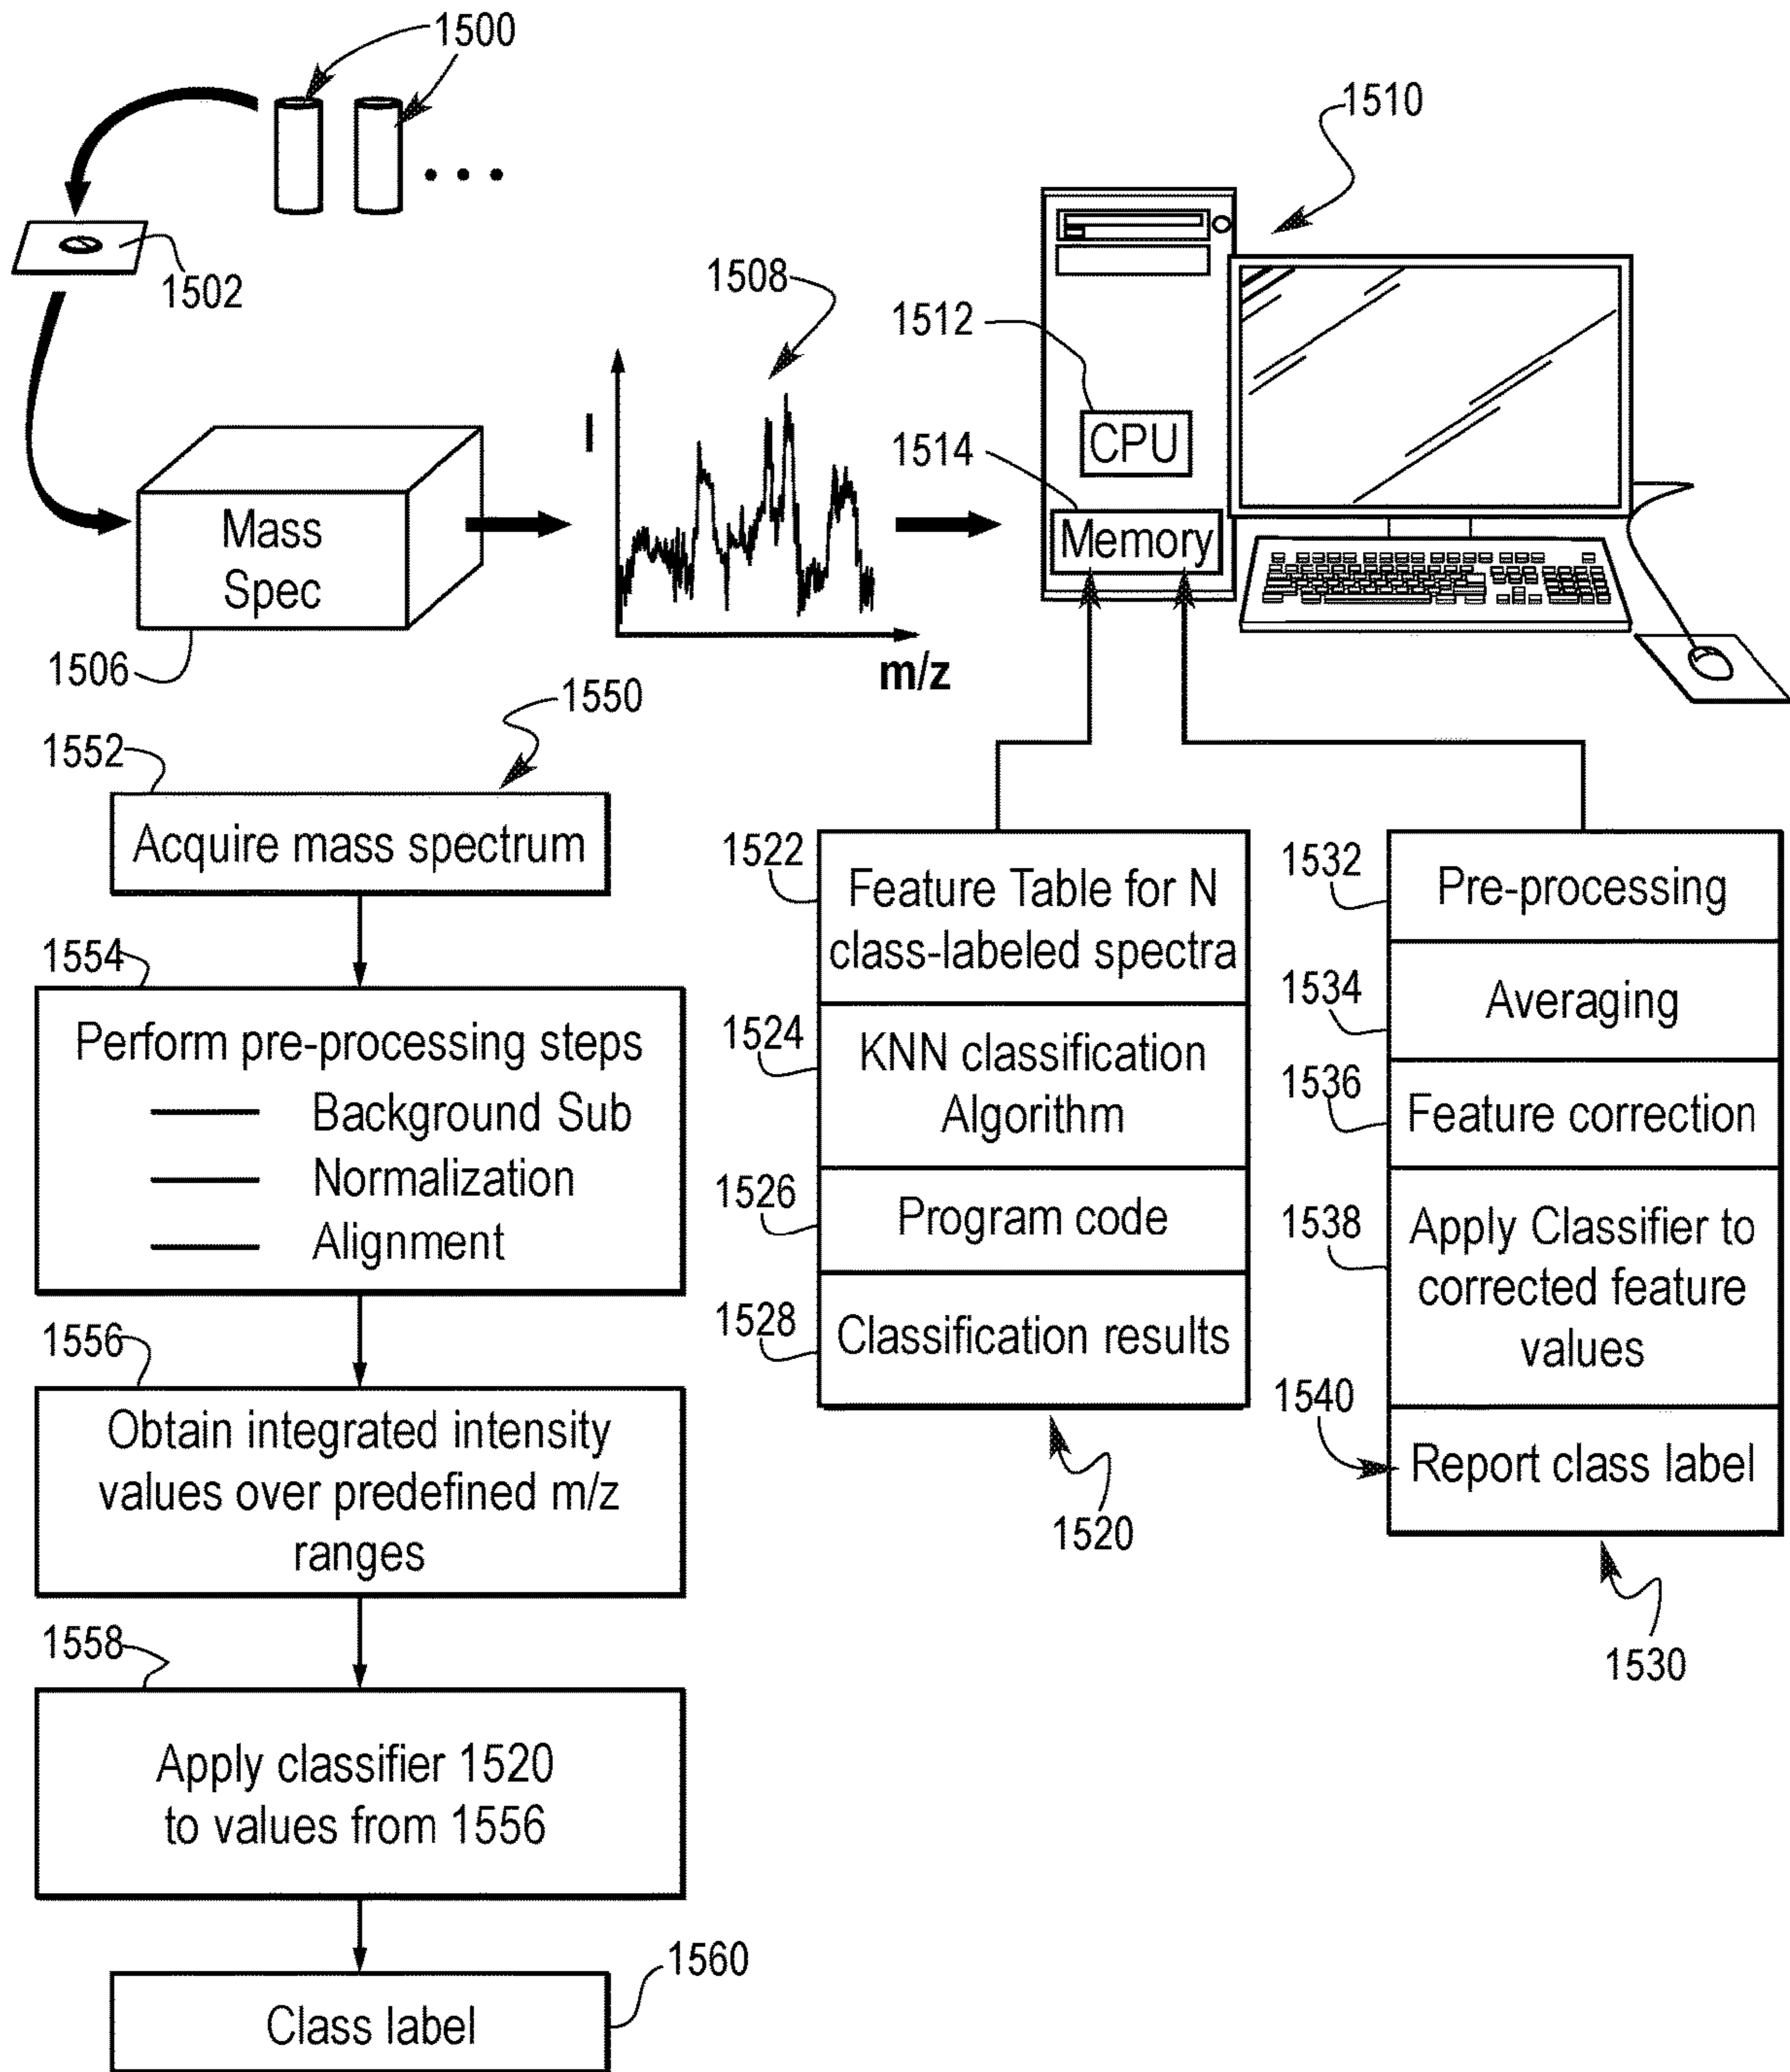 1500
1510
1502
1508
1512
CPU
1514
Memory
I
Mass
Spec
m/z
1506
1550
1552
Acquire mass spectrum
1554
Perform pre-processing steps
Background Sub
Normalization
Alignment
1556
Obtain integrated intensity
values over predefined m/z
ranges
1558
Apply classifier 1520
to values from 1556
1560
Class label
1522
Feature Table for N
class-labeled spectra
1524
KNN classification
Algorithm
1526
Program code
1528
Classification results
1520
1532
Pre-processing
1534
Averaging
1536
Feature correction
1538
Apply Classifier to
corrected feature
values
1540
Report class label
1530